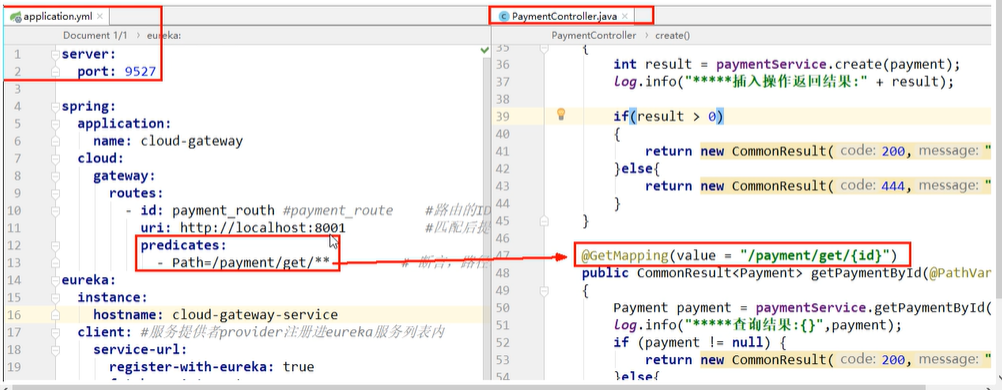 application.yml ×
Document 1/1 › eureka:
1 server:
2 port: 9527
3
4 spring:
5 application:
6 name: cloud-gateway
7 cloud:
8 gateway:
9 routes:
10 - id: payment_routh #payment_route #路由的ID
11 uri: http://localhost:8001 #匹配后提
12 predicates:
13 - Path=/payment/get/** # 断言，路径
14 eureka:
15 instance:
16 hostname: cloud-gateway-service
17 client: #服务提供者provider注册进eureka服务列表内
18 service-url:
19 register-with-eureka: true
PaymentController.java ×
PaymentController › create()
35 {
36 int result = paymentService.create(payment);
37 log.info("*****插入操作返回结果:" + result);
38
39 if(result > 0)
40 {
41 return new CommonResult( code: 200, message: "
42 }else{
43 return new CommonResult( code: 444, message: "
44 }
45 }
46
47 @GetMapping(value = "/payment/get/{id}")
48 public CommonResult<Payment> getPaymentById(@PathVar
49 {
50 Payment payment = paymentService.getPaymentById(
51 log.info("*****查询结果:{}",payment);
52 if (payment != null) {
53 return new CommonResult( code: 200, message: "
54 }else{